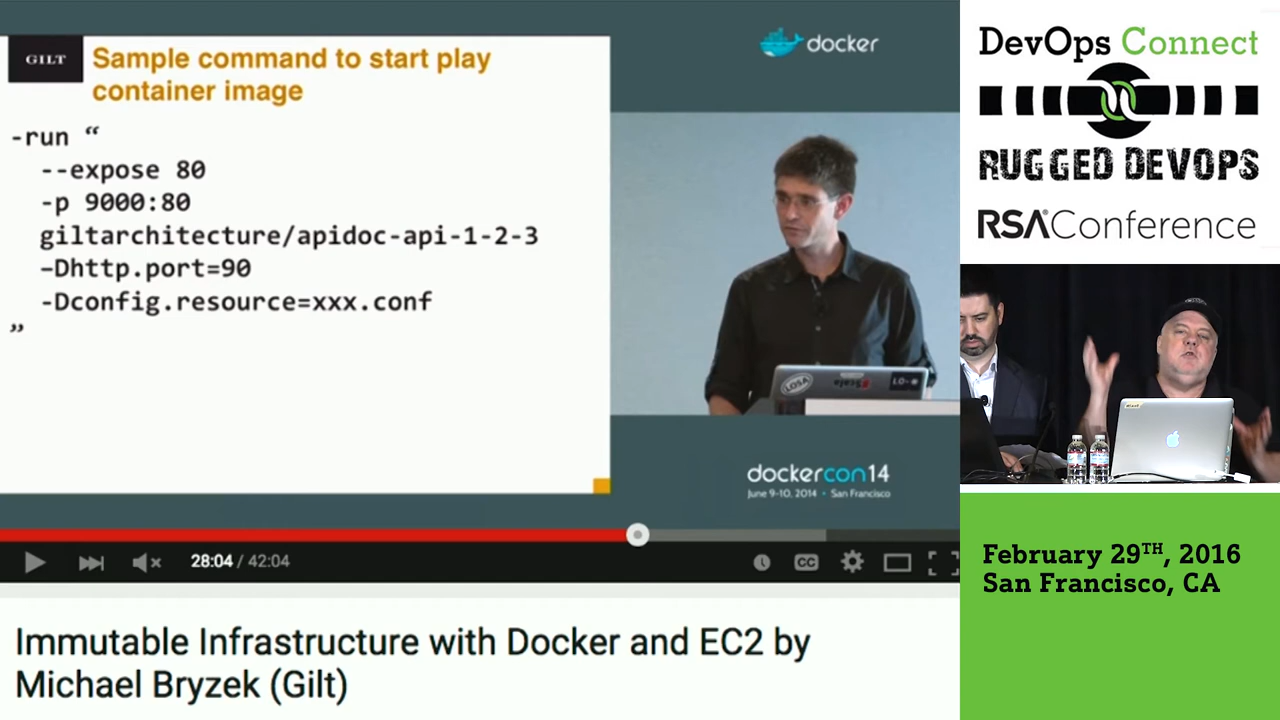 GILT
Sample command to start play
container image
-run “
--expose 80
-p 9000:80
giltarchitecture/apidoc-api-1-2-3
–Dhttp.port=90
-Dconfig.resource=xxx.conf
”
docker
LOSA
Scala
dockercon14
June 9-10, 2014 • San Francisco
28:04 / 42:04
CC
Immutable Infrastructure with Docker and EC2 by
Michael Bryzek (Gilt)
DevOps Connect
RUGGED DEVOPS
RSAConference
February 29TH, 2016
San Francisco, CA